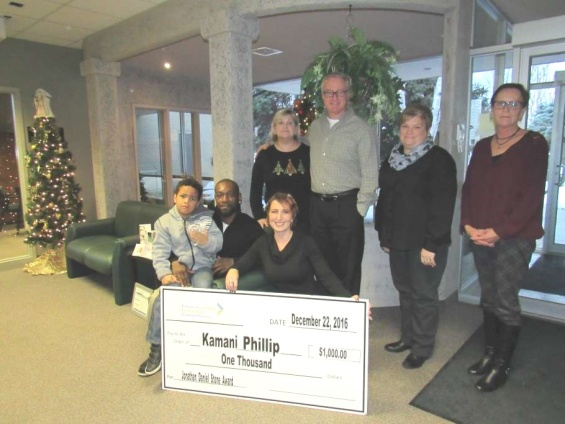 DATE December 22, 2016
Kamani Phillip $1,000.00
One Thousand
Jonathan Daniel Stone Award